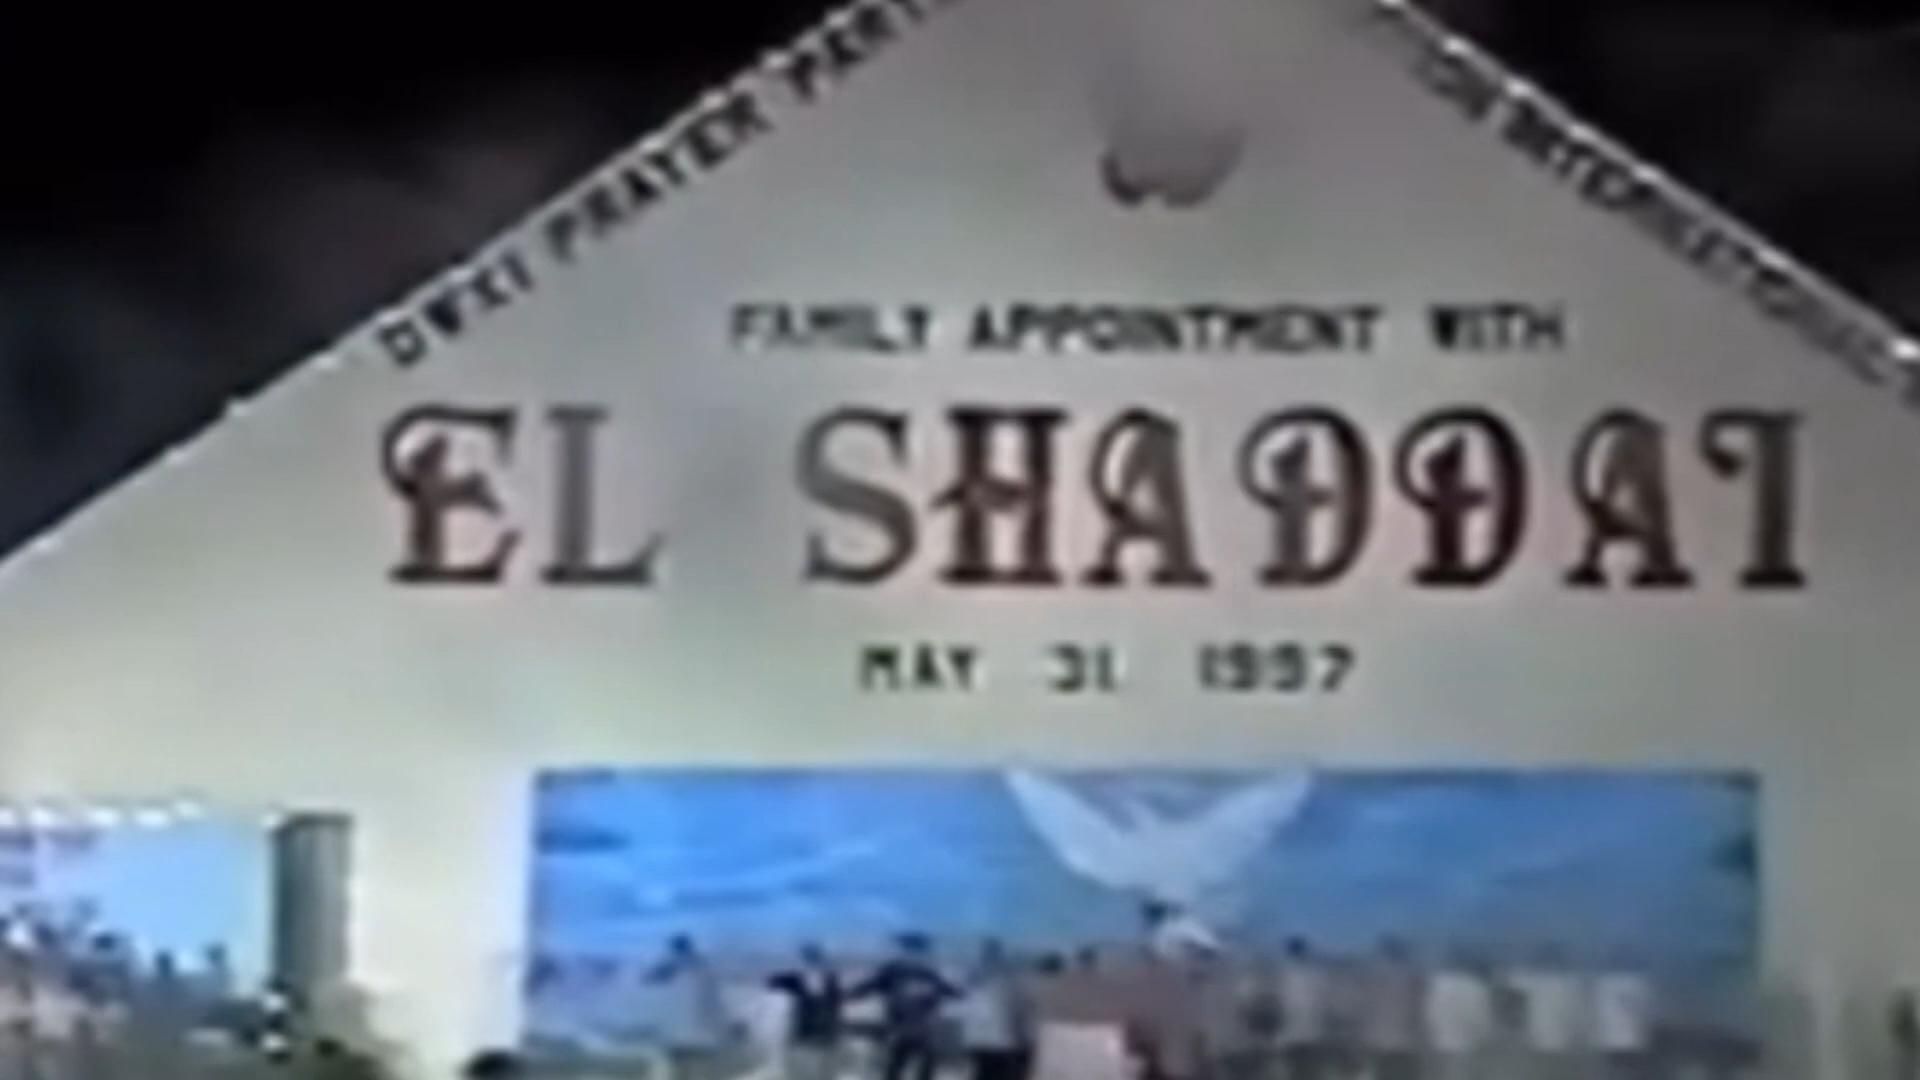 DWXI PRAYER PART
FAMILY APPOINTMENT WITH
EL SHADDAI
MAY 31 1997